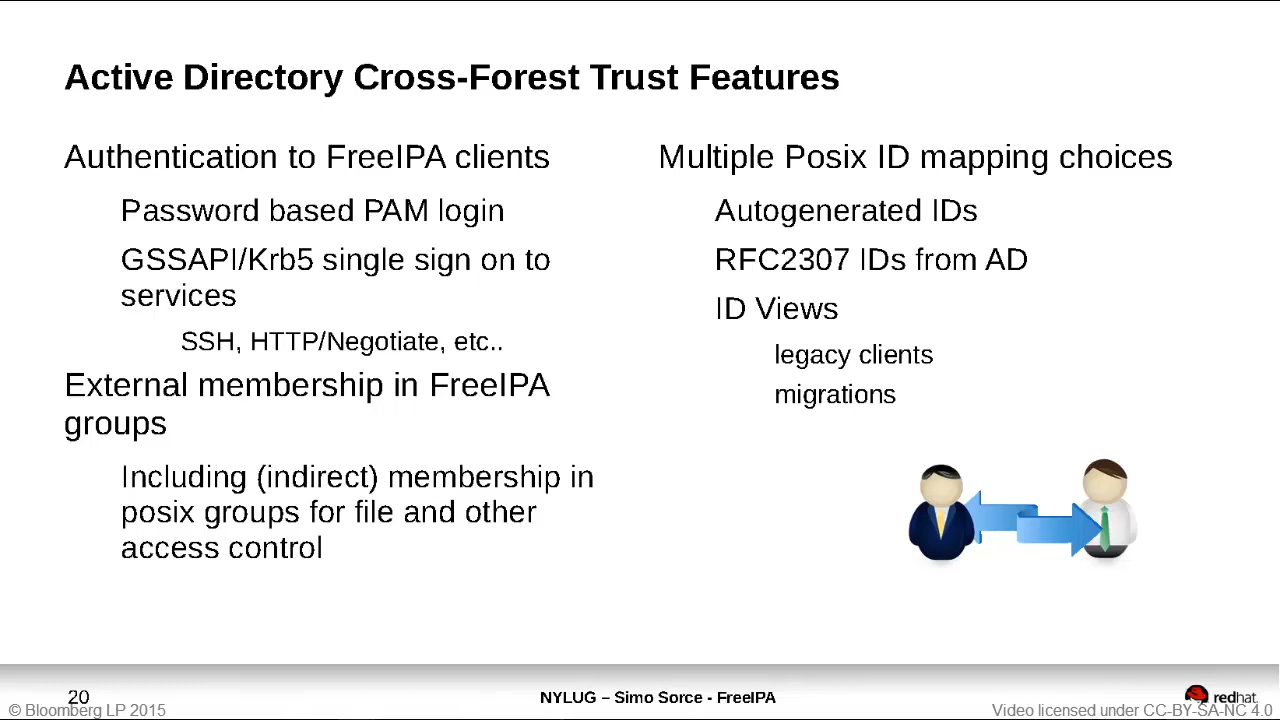 Active Directory Cross-Forest Trust Features
Authentication to FreeIPA clients
Password based PAM login
GSSAPI/Krb5 single sign on to
services
SSH, HTTP/Negotiate, etc..
External membership in FreeIPA
groups
Including (indirect) membership in
posix groups for file and other
access control
Multiple Posix ID mapping choices
Autogenerated IDs
RFC2307 IDs from AD
ID Views
legacy clients
migrations
20
NYLUG – Simo Sorce - FreeIPA
redhat.
© Bloomberg LP 2015
Video licensed under CC-BY-SA-NC 4.0